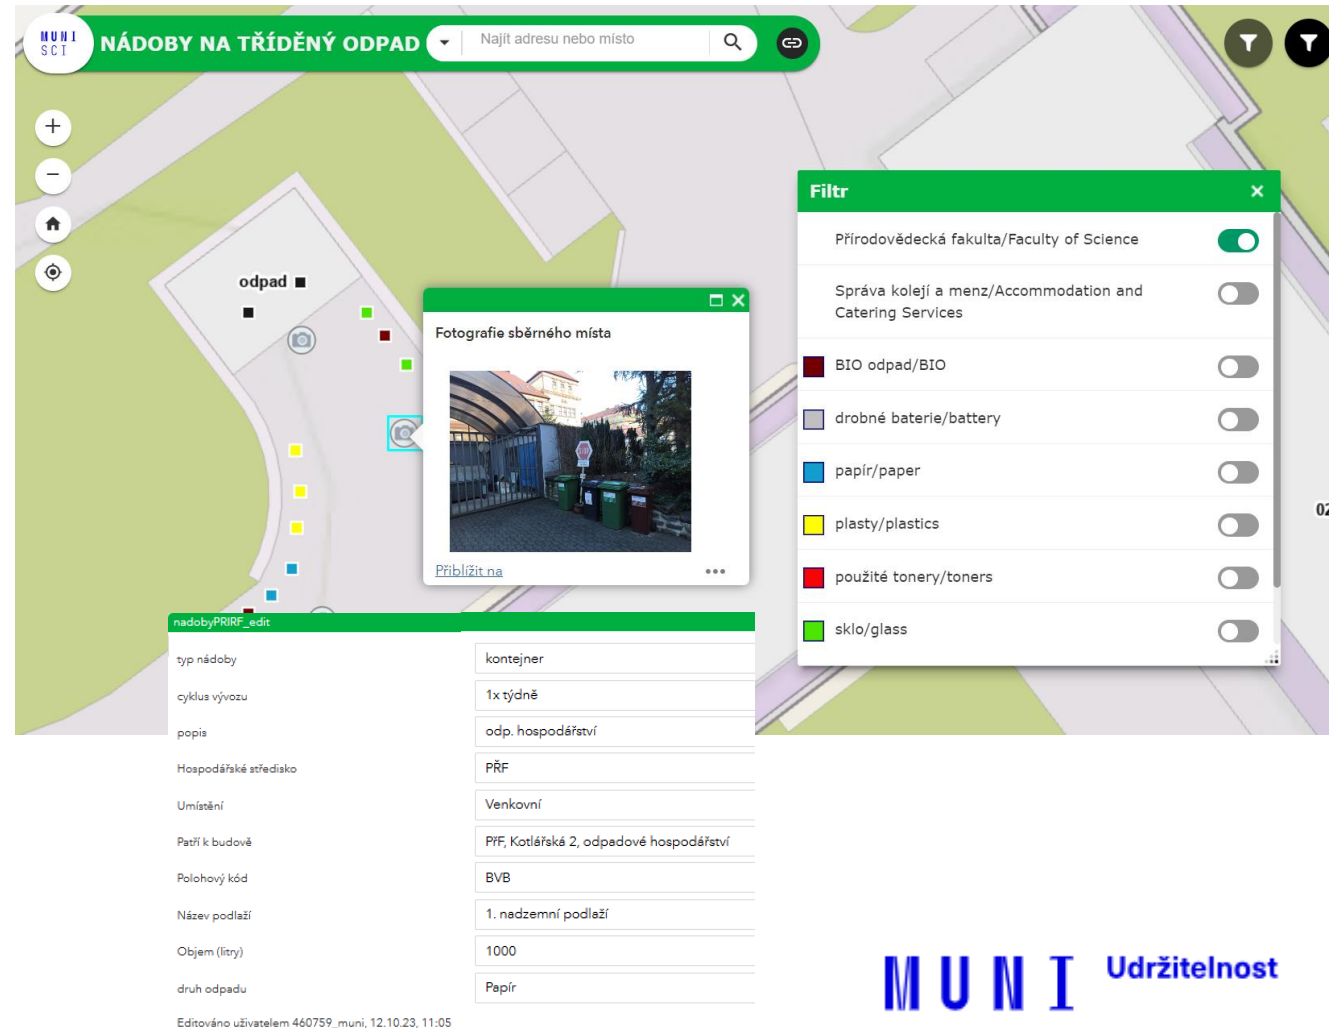 MUNI
SCI
NÁDOBY NA TŘÍDĚNÝ ODPAD
Najít adresu nebo místo
odpad
Fotografie sběrného místa
Přiblížit na
Filtr
Přírodovědecká fakulta/Faculty of Science
Správa kolejí a menz/Accommodation and
Catering Services
BIO odpad/BIO
drobné baterie/battery
papír/paper
plasty/plastics
použité tonery/toners
sklo/glass
02
nadobyPRIRF_edit
typ nádoby kontejner
cyklus vývozu 1x týdně
popis odp. hospodářství
Hospodářské středisko PŘF
Umístění Venkovní
Patří k budově PřF, Kotlářská 2, odpadové hospodářství
Polohový kód BVB
Název podlaží 1. nadzemní podlaží
Objem (litry) 1000
druh odpadu Papír
Editováno uživatelem 460759_muni, 12.10.23, 11:05
MUNI Udržitelnost